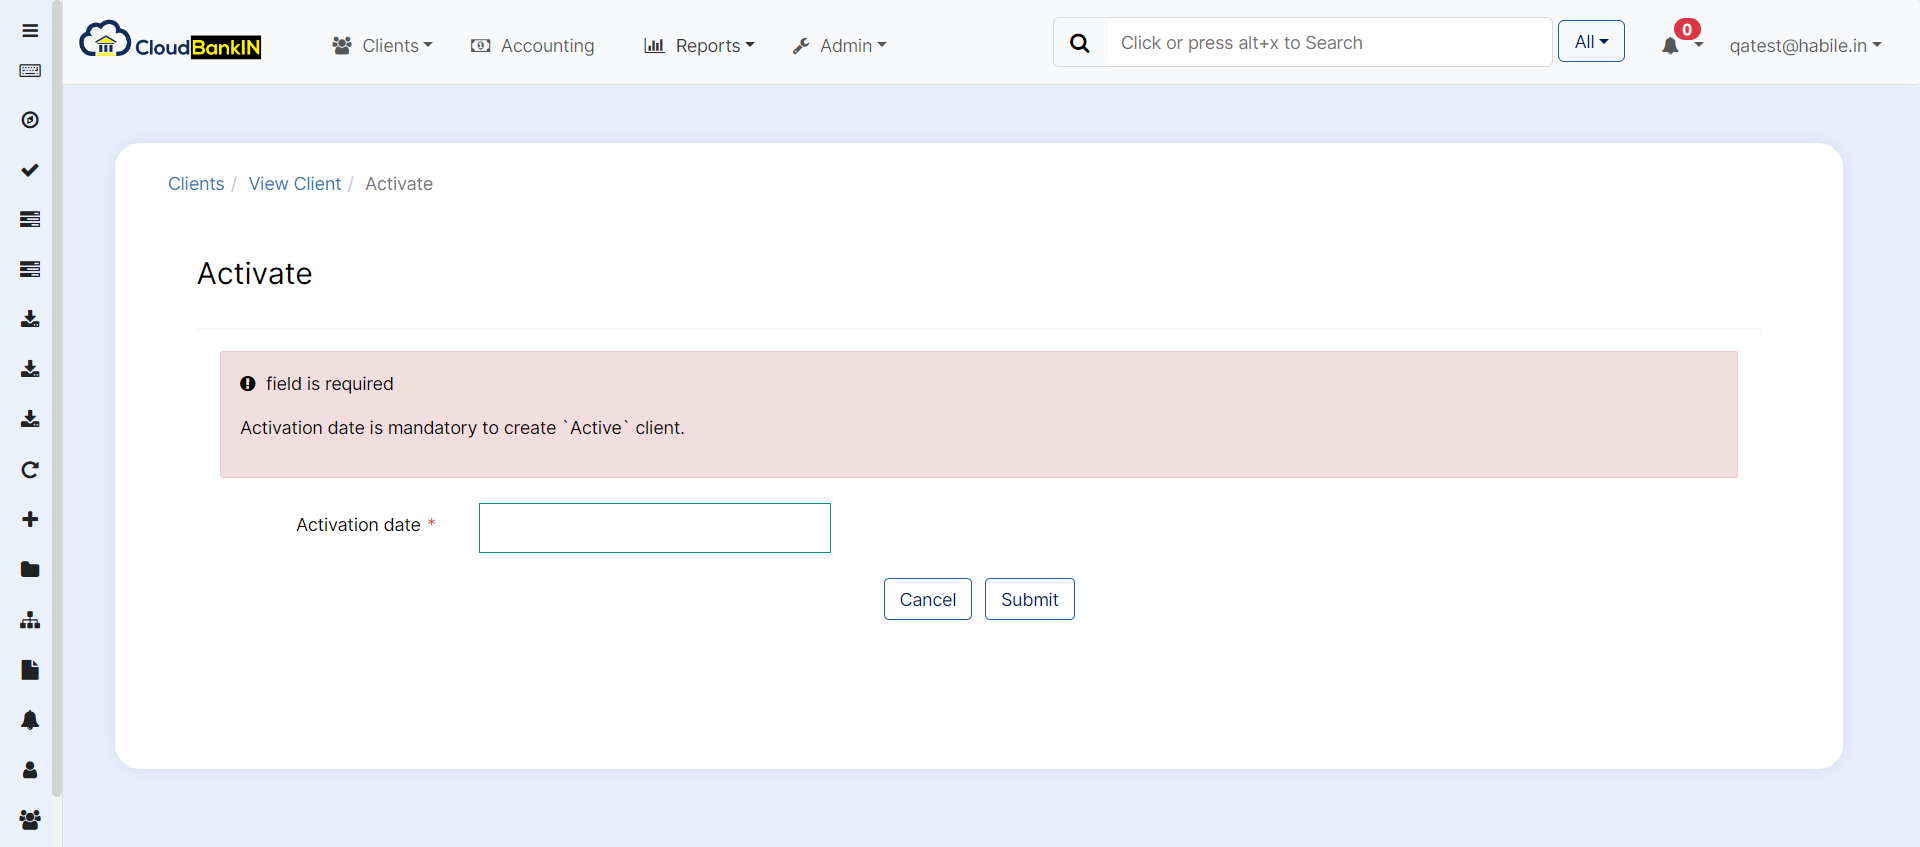 CloudBankIN
Clients
Accounting
Reports
Admin
Click or press alt+x to Search
All
0
qatest@habile.in
Clients / View Client / Activate
Activate
field is required
Activation date is mandatory to create `Active` client.
Activation date *
Cancel
Submit